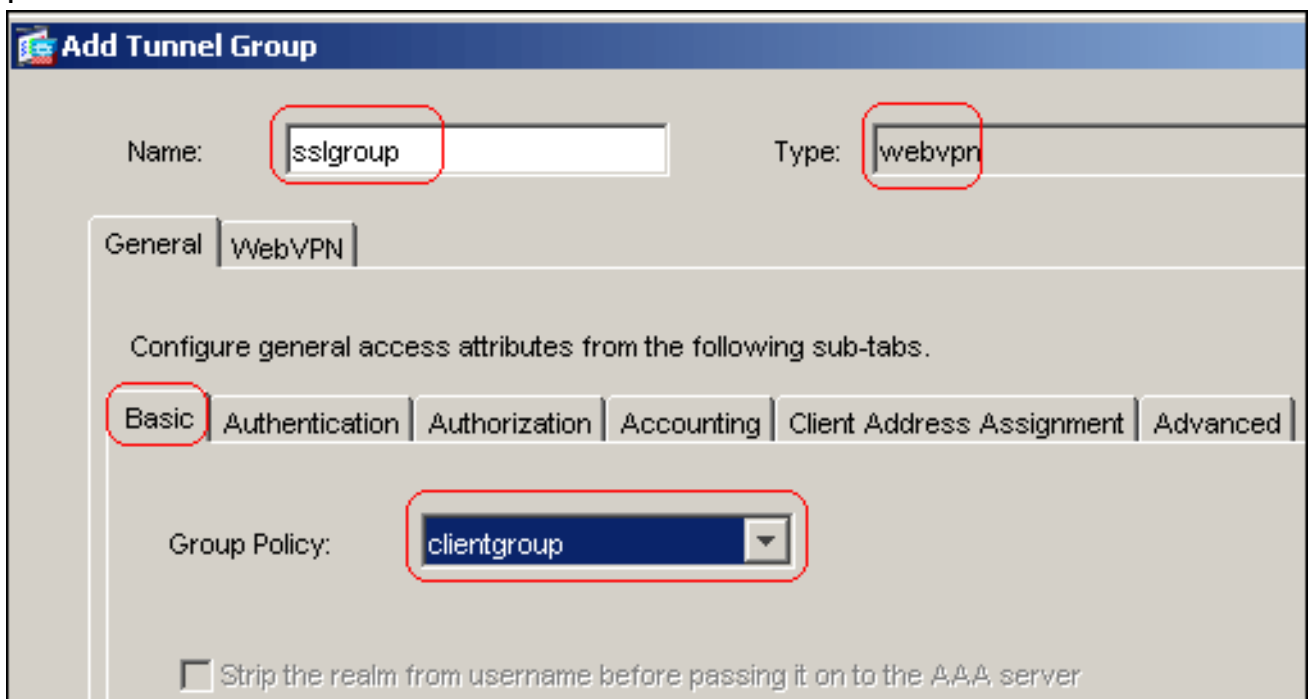 Add Tunnel Group
Name: sslgroup Type: webvpn
General WebVPN
Configure general access attributes from the following sub-tabs.
Basic Authentication Authorization Accounting Client Address Assignment Advanced
Group Policy: clientgroup
Strip the realm from username before passing it on to the AAA server